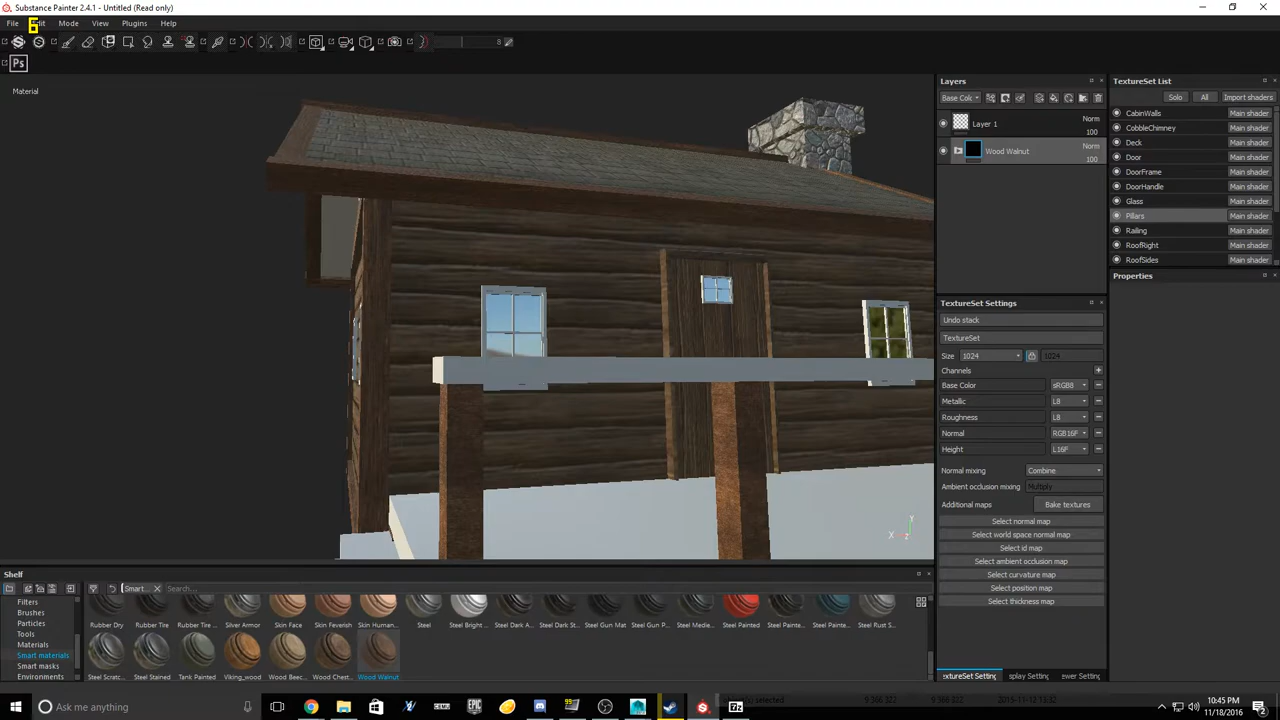 Substance Painter 2.4.1 - Untitled (Read only)
File Edit Mode View Plugins Help
8
Ps
Material
Layers
Base Col
Layer 1 Norm 100
Wood Walnut Norm 100
TextureSet List
Solo All Import shaders
CabinWalls Main shader
CobbleChimney Main shader
Deck Main shader
Door Main shader
DoorFrame Main shader
DoorHandle Main shader
Glass Main shader
Pillars Main shader
Railing Main shader
RoofRight Main shader
RoofSides Main shader
Properties
TextureSet Settings
Undo stack
TextureSet
Size 1024 1024
Channels
Base Color sRGB8
Metallic L8
Roughness L8
Normal RGB16F
Height L16F
Normal mixing Combine
Ambient occlusion mixing Multiply
Additional maps Bake textures
Select normal map
Select world space normal map
Select id map
Select ambient occlusion map
Select curvature map
Select position map
Select thickness map
Y
X Z
Shelf
Smart... Search...
Filters
Brushes
Particles
Tools
Materials
Smart materials
Smart masks
Environments
Rubber Dry Rubber Tire Rubber Tire ... Silver Armor Skin Face Skin Feverish Skin Human... Steel Steel Bright ... Steel Dark A... Steel Dark St... Steel Gun Mat Steel Gun P... Steel Medie... Steel Painted Steel Painte... Steel Painte... Steel Rust S...
Steel Scratc... Steel Stained Tank Painted Viking_wood Wood Beec... Wood Chest... Wood Walnut
extureSet Setting splay Setting ewer Setting
Ask me anything
10:45 PM
11/18/2016